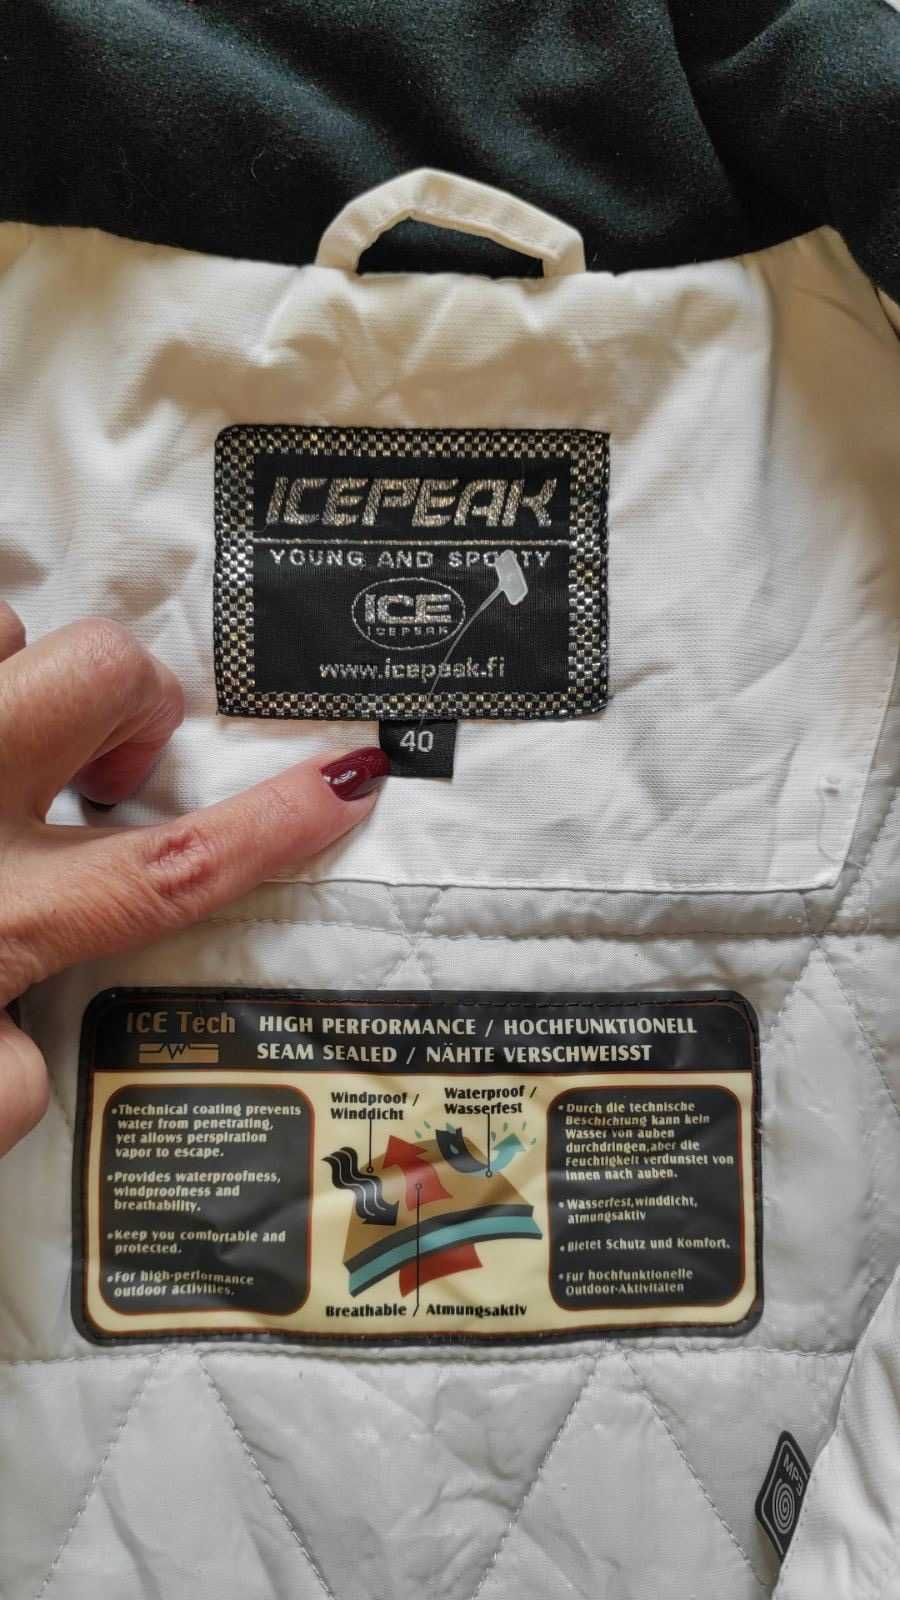 ICEPEAK
YOUNG AND SPORTY
ICE
ICEPEAK
www.icepeak.fi
40
ICE Tech
HIGH PERFORMANCE / HOCHFUNKTIONELL
SEAM SEALED / NÄHTE VERSCHWEISST
•Thechnical coating prevents
water from penetrating,
yet allows perspiration
vapor to escape.
•Provides waterproofness,
windproofness and
breathability.
•Keep you comfortable and
protected.
•For high-performance
outdoor activities.
Windproof /
Winddicht
Waterproof /
Wasserfest
Breathable / Atmungsaktiv
•Durch die technische
Beschichtung kann kein
Wasser von auben
durchdringen,aber die
Feuchtigkeit verdunstet von
innen nach auben.
•Wasserfest,winddicht,
atmungsaktiv
•Bietet Schutz und Komfort.
•Fur hochfunktionelle
Outdoor-Aktivitäten
MP3